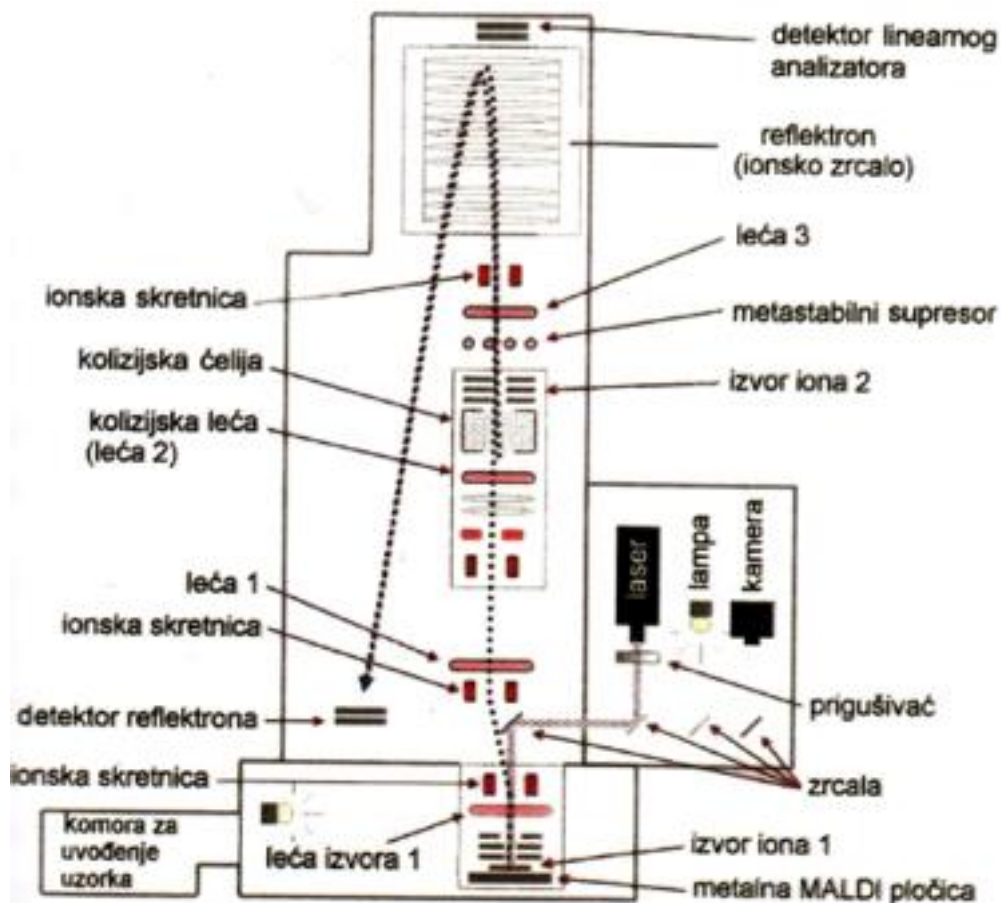 detektor linearnog
analizatora
reflektron
(ionsko zrcalo)
leća 3
ionska skretnica
metastabilni supresor
kolizijska ćelija
izvor iona 2
kolizijska leća
(leća 2)
laser
lampa
kamera
leća 1
ionska skretnica
prigušivač
detektor reflektrona
ionska skretnica
zrcala
komora za
uvođenje
uzorka
leća izvora 1
izvor iona 1
metalna MALDI pločica